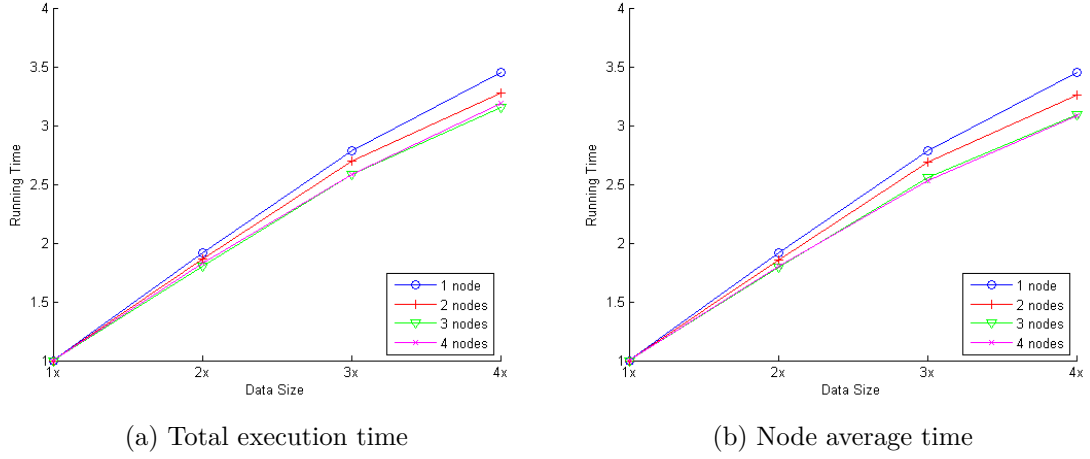 4
3.5
3
2.5
2
1.5
1
Running Time
1x
2x
3x
4x
Data Size
1 node
2 nodes
3 nodes
4 nodes
(a) Total execution time
4
3.5
3
2.5
2
1.5
1
Running Time
1x
2x
3x
4x
Data Size
1 node
2 nodes
3 nodes
4 nodes
(b) Node average time